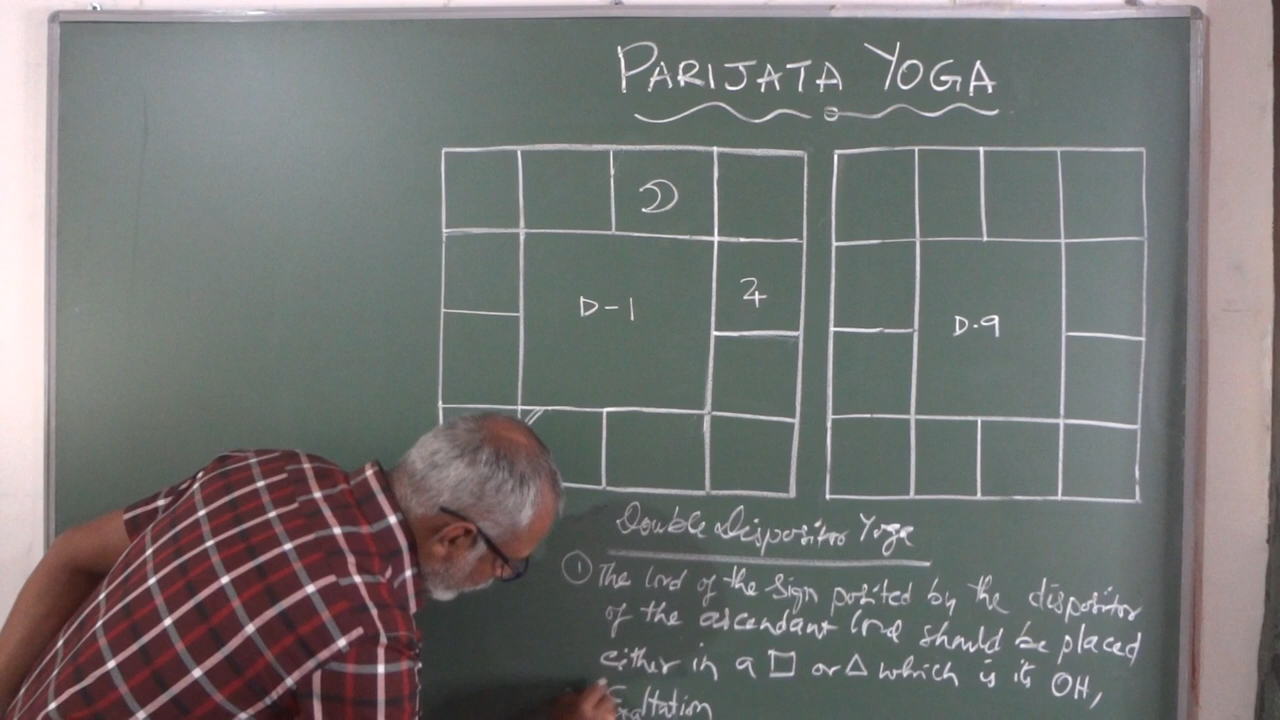 PARIJATA YOGA
D-1
D-9
Double Dispositor Yoga
① The lord of the sign posited by the dispositor
of the ascendant lord should be placed
either in a □ or △ which is its OH,
Exaltation